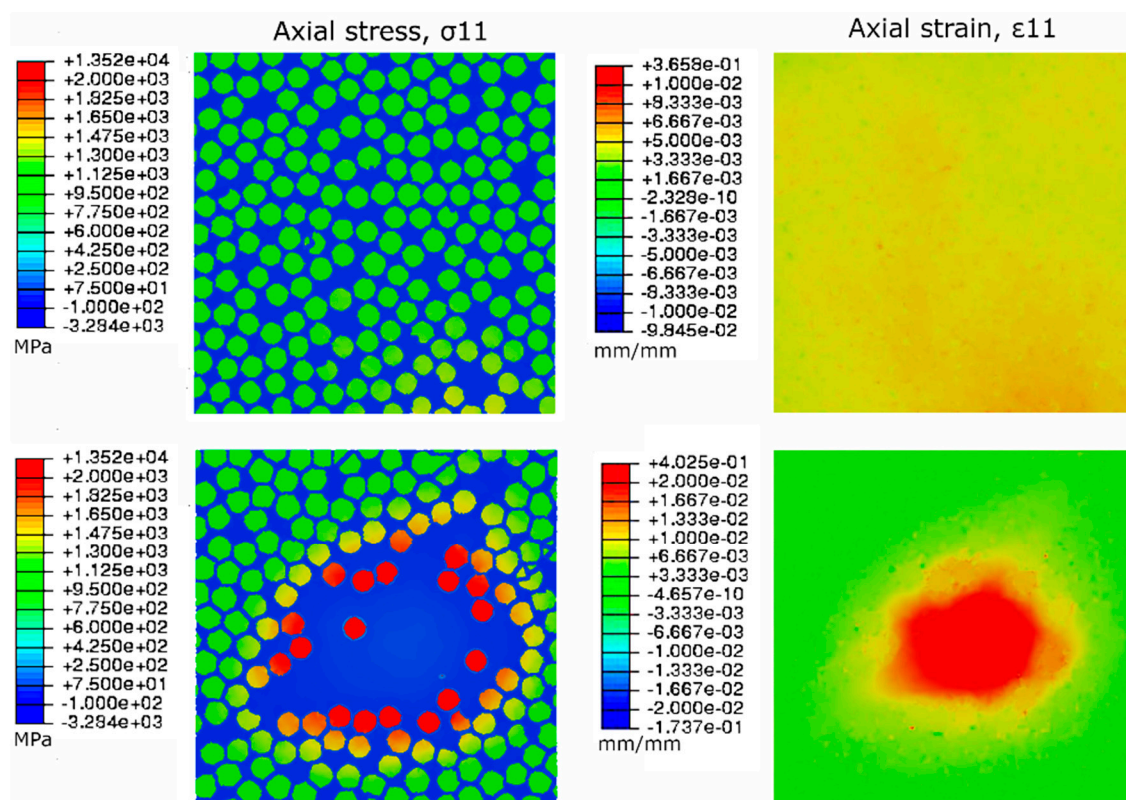 Axial stress, σ11
Axial strain, ε11
+1.352e+04
+2.000e+03
+1.825e+03
+1.650e+03
+1.475e+03
+1.300e+03
+1.125e+03
+9.500e+02
+7.750e+02
+6.000e+02
+4.250e+02
+2.500e+02
+7.500e+01
-1.000e+02
-3.294e+03
MPa
+3.658e-01
+1.000e-02
+8.333e-03
+6.667e-03
+5.000e-03
+3.333e-03
+1.667e-03
-2.328e-10
-1.667e-03
-3.333e-03
-5.000e-03
-6.667e-03
-8.333e-03
-1.000e-02
-9.845e-02
mm/mm
+1.352e+04
+2.000e+03
+1.825e+03
+1.650e+03
+1.475e+03
+1.300e+03
+1.125e+03
+9.500e+02
+7.750e+02
+6.000e+02
+4.250e+02
+2.500e+02
+7.500e+01
-1.000e+02
-3.294e+03
MPa
+4.025e-01
+2.000e-02
+1.667e-02
+1.333e-02
+1.000e-02
+6.667e-03
+3.333e-03
-4.657e-10
-3.333e-03
-6.667e-03
-1.000e-02
-1.333e-02
-1.667e-02
-2.000e-02
-1.737e-01
mm/mm